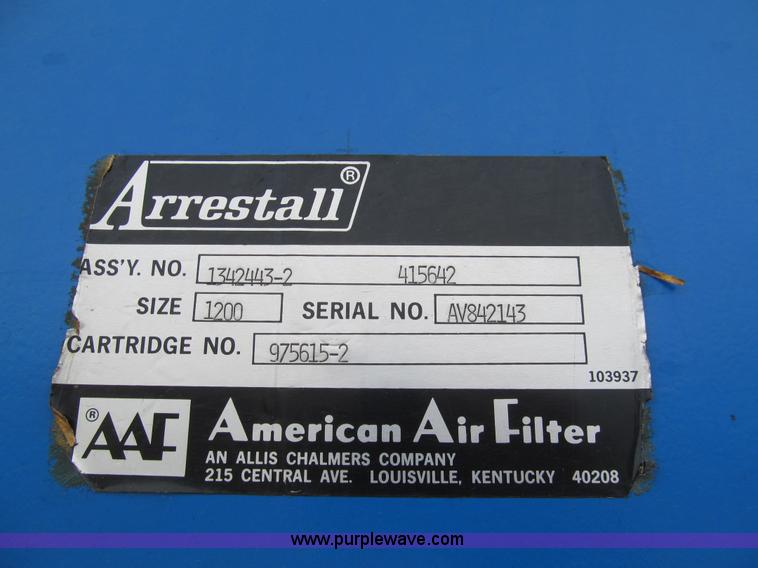 Arrestall ®
ASS'Y. NO. 1342443-2 415642
SIZE 1200 SERIAL NO. AV842143
CARTRIDGE NO. 975615-2
103937
® AAF American Air Filter
AN ALLIS CHALMERS COMPANY
215 CENTRAL AVE. LOUISVILLE, KENTUCKY 40208
www.purplewave.com